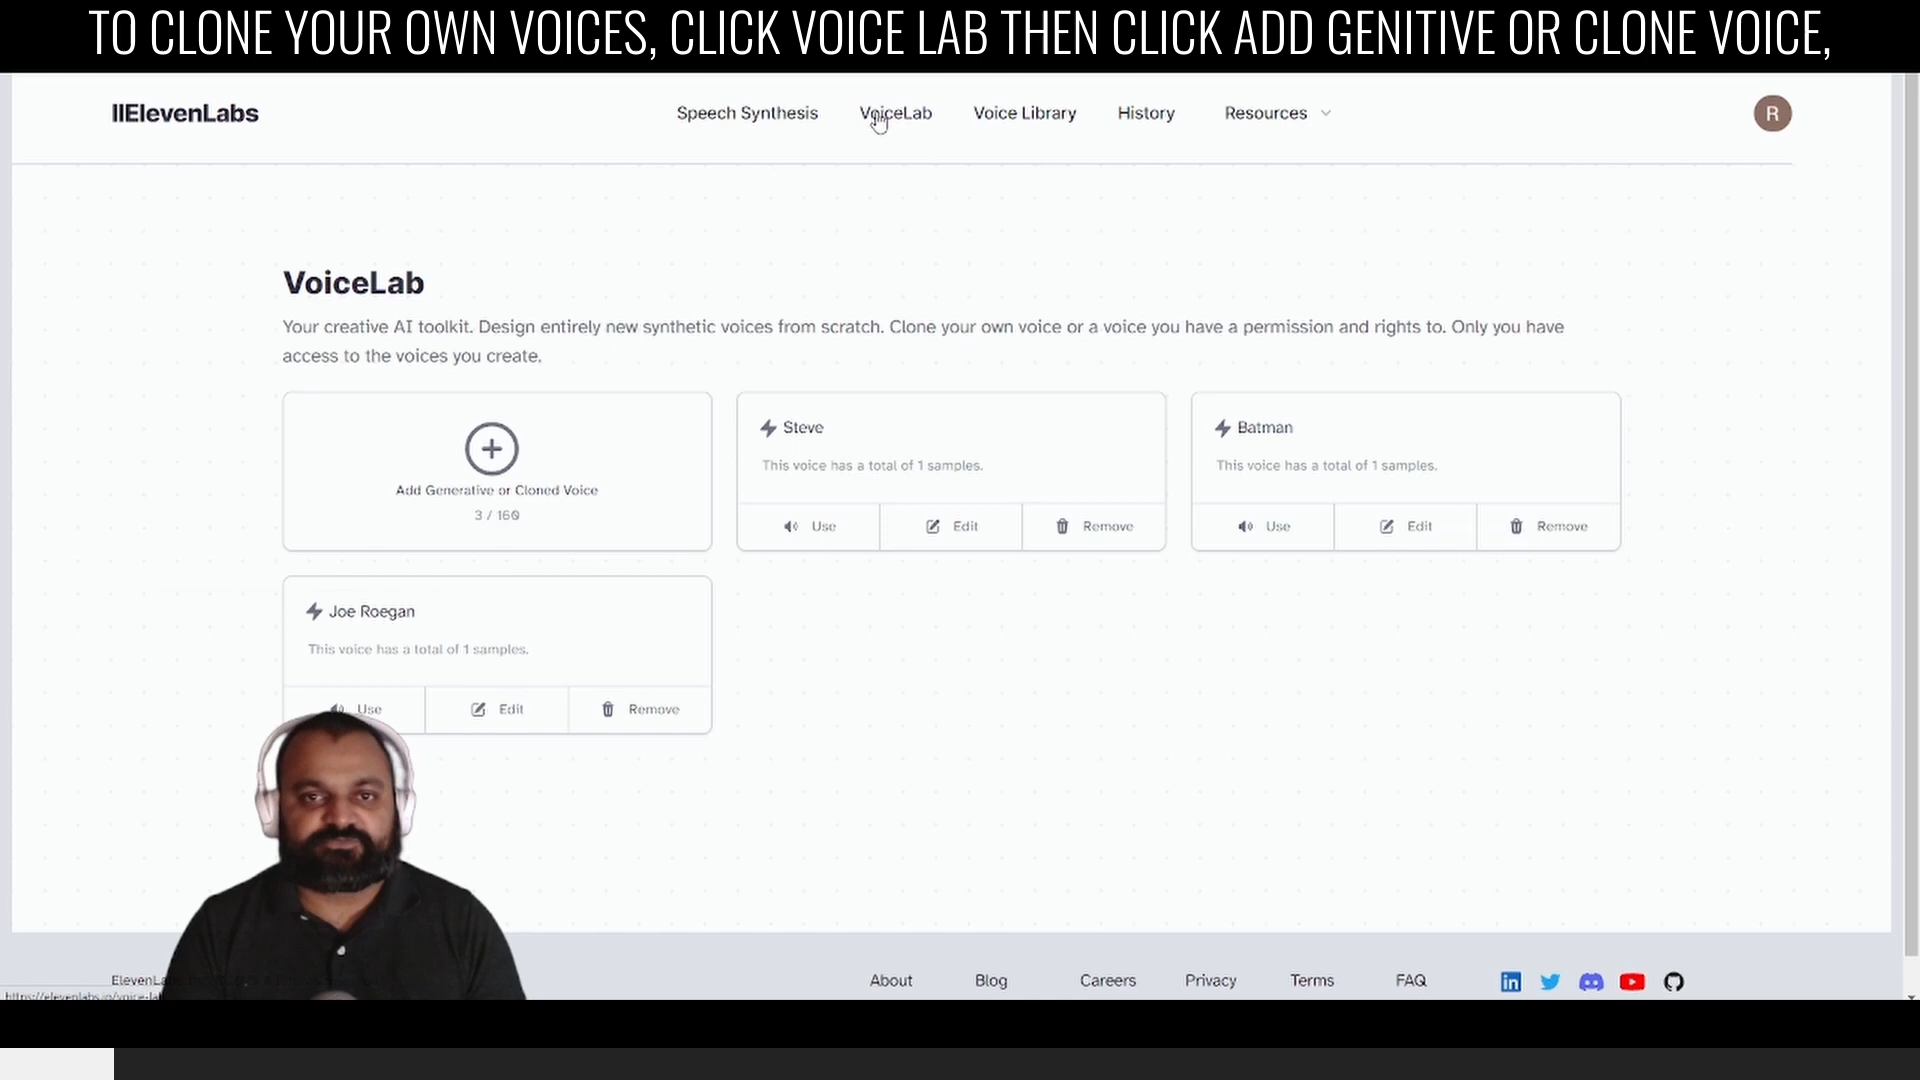 TO CLONE YOUR OWN VOICES, CLICK VOICE LAB THEN CLICK ADD GENITIVE OR CLONE VOICE,
IIElevenLabs
Speech Synthesis
VoiceLab
Voice Library
History
Resources
R
VoiceLab
Your creative AI toolkit. Design entirely new synthetic voices from scratch. Clone your own voice or a voice you have a permission and rights to. Only you have
access to the voices you create.
Add Generative or Cloned Voice
3 / 160
Steve
This voice has a total of 1 samples.
Use
Edit
Remove
Batman
This voice has a total of 1 samples.
Use
Edit
Remove
Joe Roegan
This voice has a total of 1 samples.
Use
Edit
Remove
About
Blog
Careers
Privacy
Terms
FAQ
in